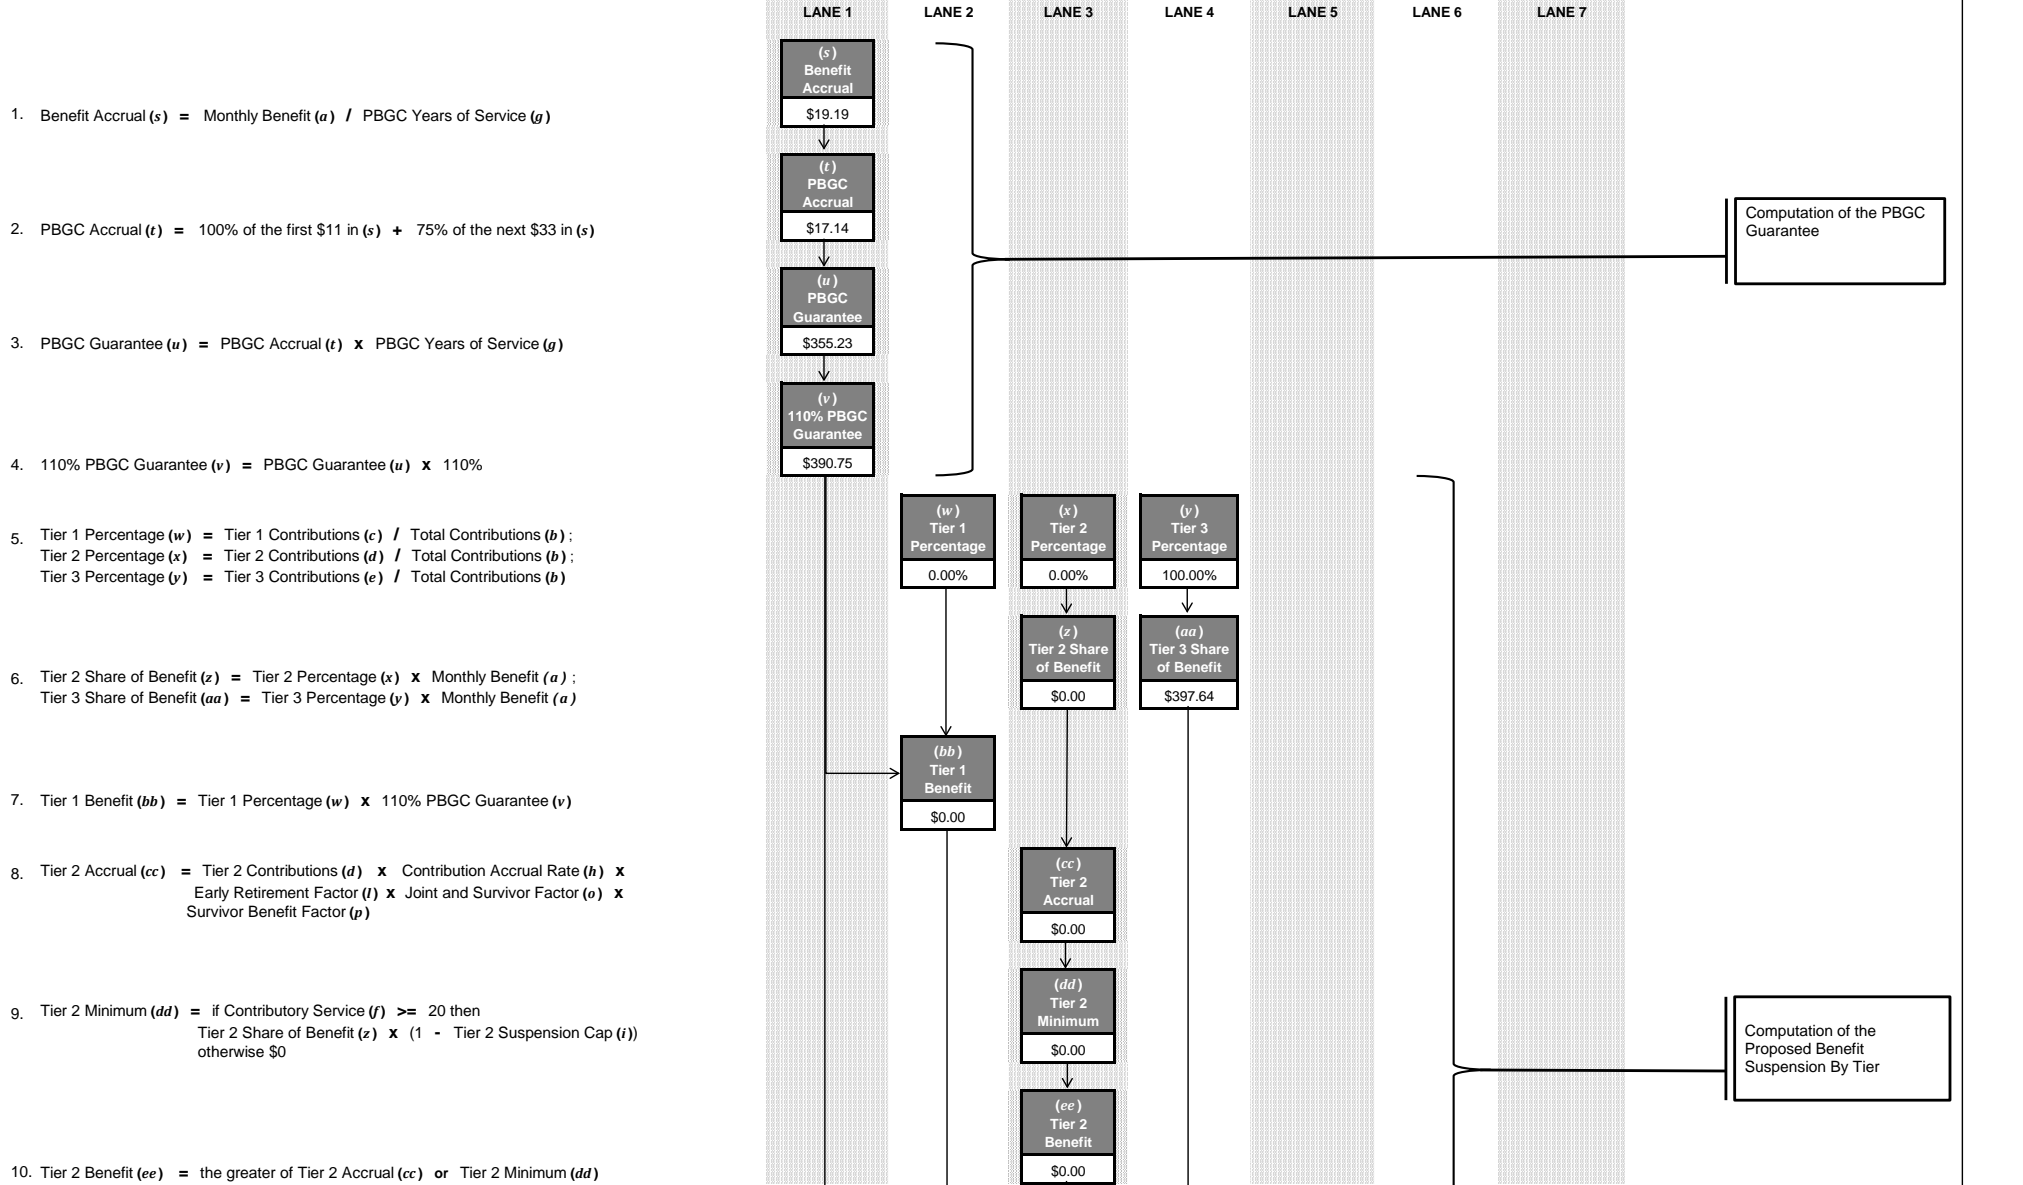 LANE 1 LANE 2 LANE 3 LANE 4 LANE 5 LANE 6 LANE 7
(s)
Benefit
Accrual
$19.19
1. Benefit Accrual (s) = Monthly Benefit (a) / PBGC Years of Service (g)
(t)
PBGC
Accrual
$17.14
2. PBGC Accrual (t) = 100% of the first $11 in (s) + 75% of the next $33 in (s)
Computation of the PBGC
Guarantee
(u)
PBGC
Guarantee
$355.23
3. PBGC Guarantee (u) = PBGC Accrual (t) x PBGC Years of Service (g)
(v)
110% PBGC
Guarantee
$390.75
4. 110% PBGC Guarantee (v) = PBGC Guarantee (u) x 110%
(w)
Tier 1
Percentage
0.00%
(x)
Tier 2
Percentage
0.00%
(y)
Tier 3
Percentage
100.00%
5. Tier 1 Percentage (w) = Tier 1 Contributions (c) / Total Contributions (b) ;
Tier 2 Percentage (x) = Tier 2 Contributions (d) / Total Contributions (b) ;
Tier 3 Percentage (y) = Tier 3 Contributions (e) / Total Contributions (b)
(z)
Tier 2 Share
of Benefit
$0.00
(aa)
Tier 3 Share
of Benefit
$397.64
6. Tier 2 Share of Benefit (z) = Tier 2 Percentage (x) x Monthly Benefit (a) ;
Tier 3 Share of Benefit (aa) = Tier 3 Percentage (y) x Monthly Benefit (a)
(bb)
Tier 1
Benefit
$0.00
7. Tier 1 Benefit (bb) = Tier 1 Percentage (w) x 110% PBGC Guarantee (v)
(cc)
Tier 2
Accrual
$0.00
8. Tier 2 Accrual (cc) = Tier 2 Contributions (d) x Contribution Accrual Rate (h) x
Early Retirement Factor (l) x Joint and Survivor Factor (o) x
Survivor Benefit Factor (p)
(dd)
Tier 2
Minimum
$0.00
9. Tier 2 Minimum (dd) = if Contributory Service (f) >= 20 then
Tier 2 Share of Benefit (z) x (1 - Tier 2 Suspension Cap (i))
otherwise $0
Computation of the
Proposed Benefit
Suspension By Tier
(ee)
Tier 2
Benefit
$0.00
10. Tier 2 Benefit (ee) = the greater of Tier 2 Accrual (cc) or Tier 2 Minimum (dd)